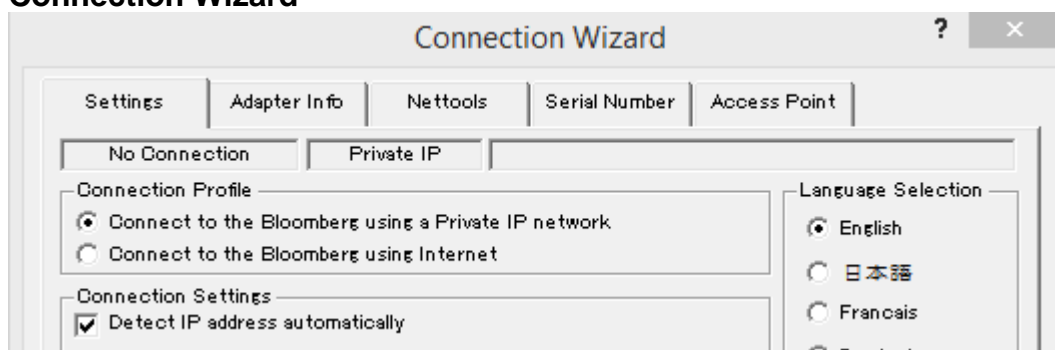 Connection Wizard
Connection Wizard ? ×
Settings Adapter Info Nettools Serial Number Access Point
No Connection Private IP
Connection Profile
Connect to the Bloomberg using a Private IP network
Connect to the Bloomberg using Internet
Connection Settings
Detect IP address automatically
Language Selection
English
日本語
Francais